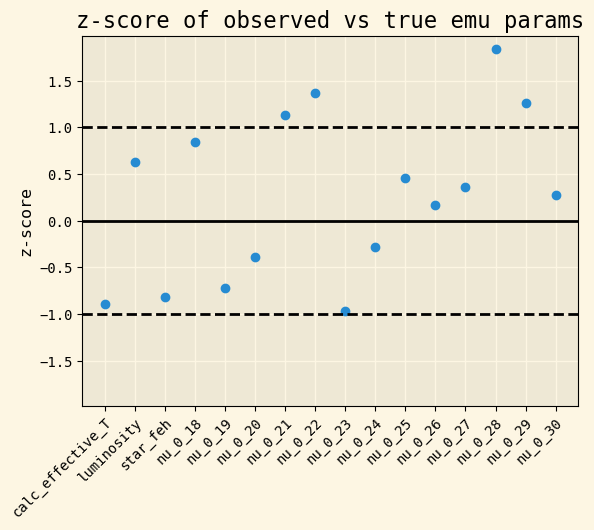 z-score of observed vs true emu params
z-score
1.5
1.0
0.5
0.0
−0.5
−1.0
−1.5
calc_effective_T
luminosity
star_feh
nu_0_18
nu_0_19
nu_0_20
nu_0_21
nu_0_22
nu_0_23
nu_0_24
nu_0_25
nu_0_26
nu_0_27
nu_0_28
nu_0_29
nu_0_30